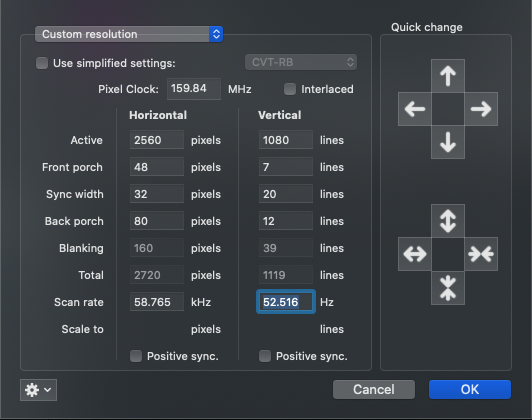 Custom resolution
Quick change
Use simplified settings:
CVT-RB
Pixel Clock: 159.84 MHz
Interlaced
Horizontal Vertical
Active 2560 pixels 1080 lines
Front porch 48 pixels 7 lines
Sync width 32 pixels 20 lines
Back porch 80 pixels 12 lines
Blanking 160 pixels 39 lines
Total 2720 pixels 1119 lines
Scan rate 58.765 kHz 52.516 Hz
Scale to pixels lines
Positive sync. Positive sync.
Cancel
OK